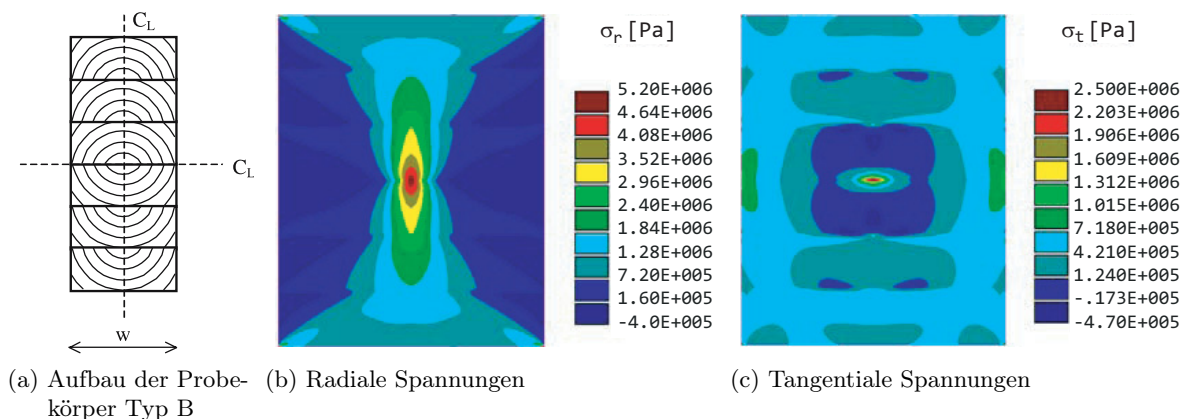 C_L
C_L
w
(a) Aufbau der Probe-
körper Typ B
σ_r [Pa]
5.20E+006
4.64E+006
4.08E+006
3.52E+006
2.96E+006
2.40E+006
1.84E+006
1.28E+006
7.20E+005
1.60E+005
-4.0E+005
(b) Radiale Spannungen
σ_t [Pa]
2.500E+006
2.203E+006
1.906E+006
1.609E+006
1.312E+006
1.015E+006
7.180E+005
4.210E+005
1.240E+005
-.173E+005
-4.70E+005
(c) Tangentiale Spannungen